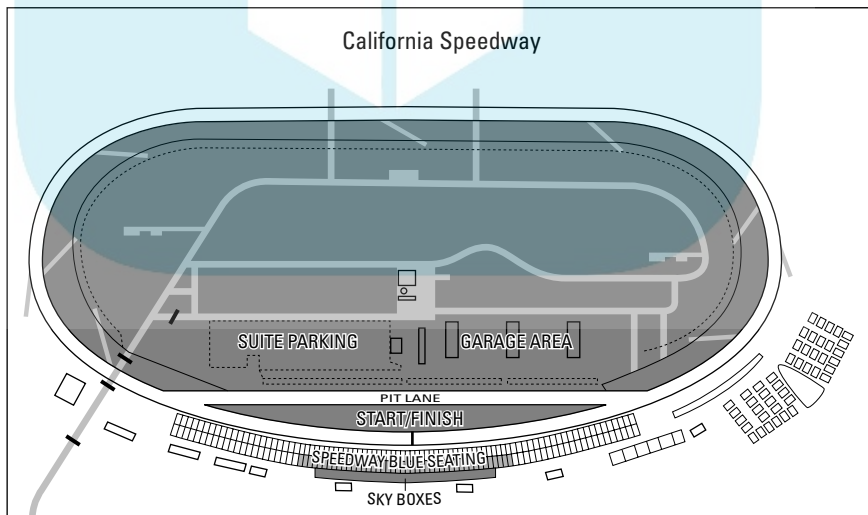 California Speedway
SUITE PARKING
GARAGE AREA
PIT LANE
START/FINISH
SPEEDWAY BLUE SEATING
SKY BOXES